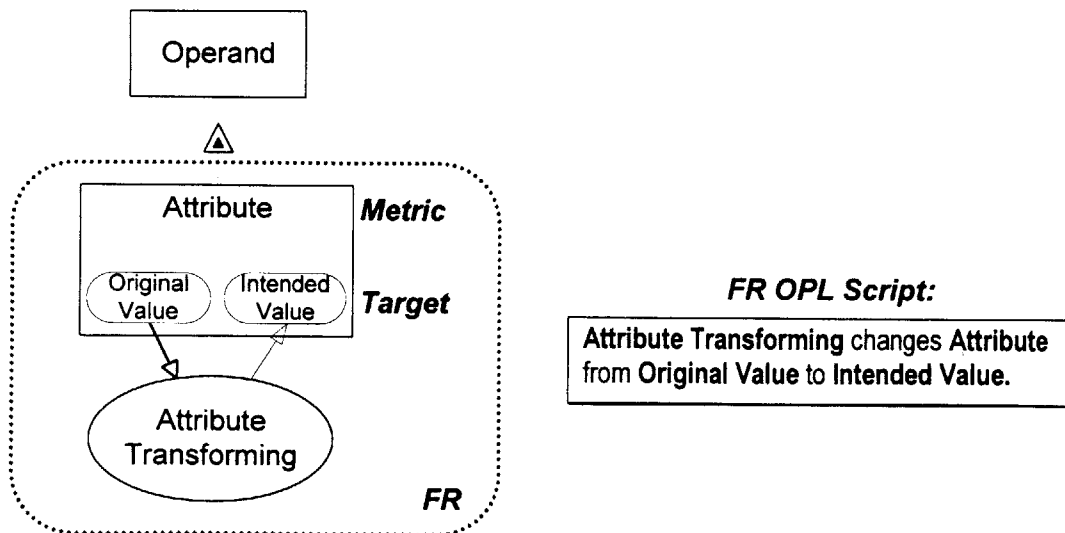 Operand
Attribute
Metric
Original
Value
Intended
Value
Target
Attribute
Transforming
FR
FR OPL Script:
Attribute Transforming changes Attribute
from Original Value to Intended Value.